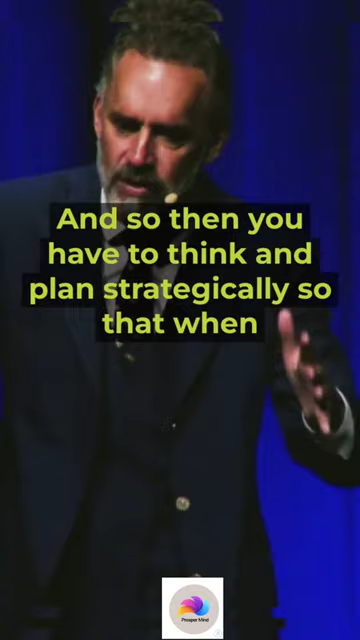 And so then you
have to think and
plan strategically so
that when
Prosper Mind